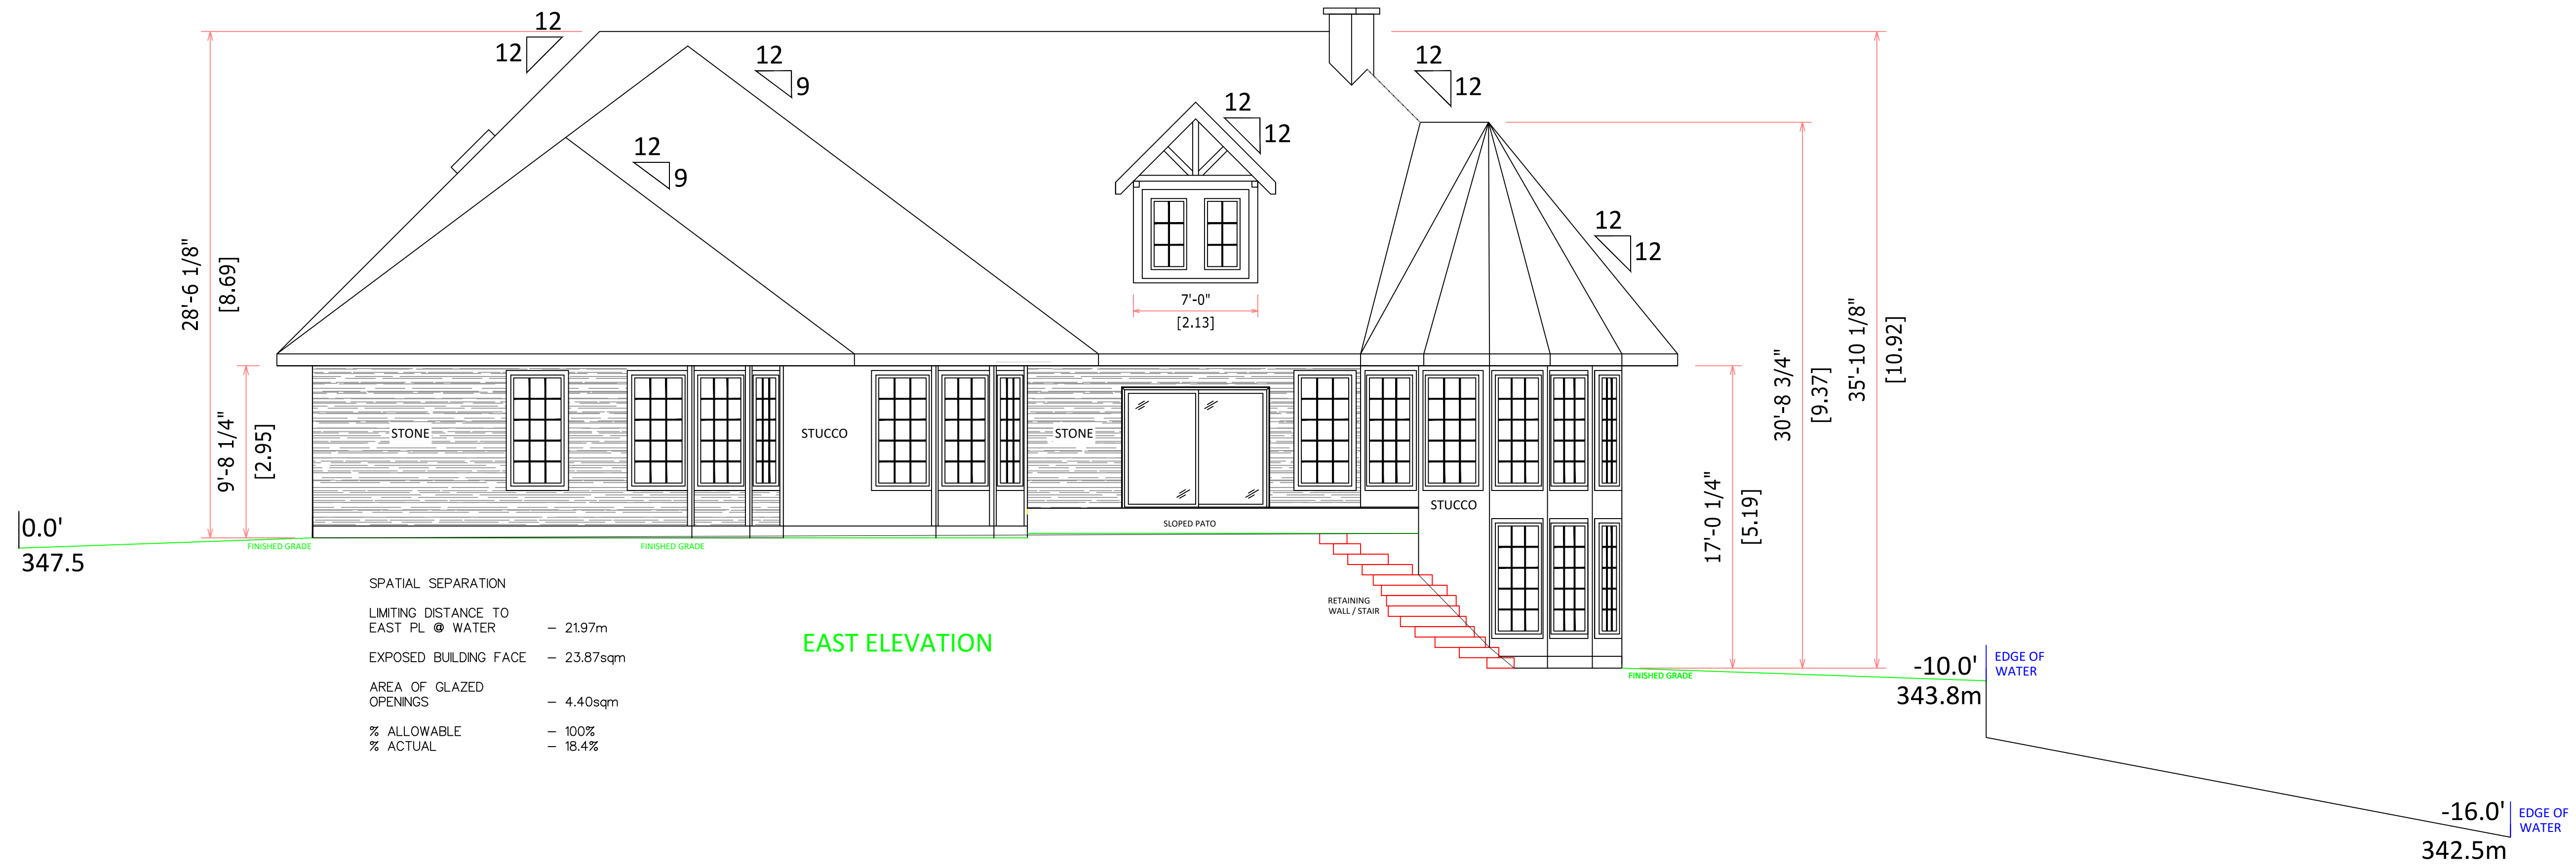 12
12
12
9
12
9
12
12
12
12
12
12
28'-6 1/8"
[8.69]
9'-8 1/4"
[2.95]
7'-0"
[2.13]
35'-10 1/8"
[10.92]
30'-8 3/4"
[9.37]
17'-0 1/4"
[5.19]
STONE
STUCCO
STONE
STUCCO
SLOPED PATO
0.0'
347.5
FINISHED GRADE
FINISHED GRADE
SPATIAL SEPARATION
LIMITING DISTANCE TO
EAST PL @ WATER – 21.97m
EXPOSED BUILDING FACE – 23.87sqm
AREA OF GLAZED
OPENINGS – 4.40sqm
% ALLOWABLE – 100%
% ACTUAL – 18.4%
EAST ELEVATION
RETAINING
WALL / STAIR
FINISHED GRADE
-10.0'
343.8m
EDGE OF
WATER
-16.0'
342.5m
EDGE OF
WATER